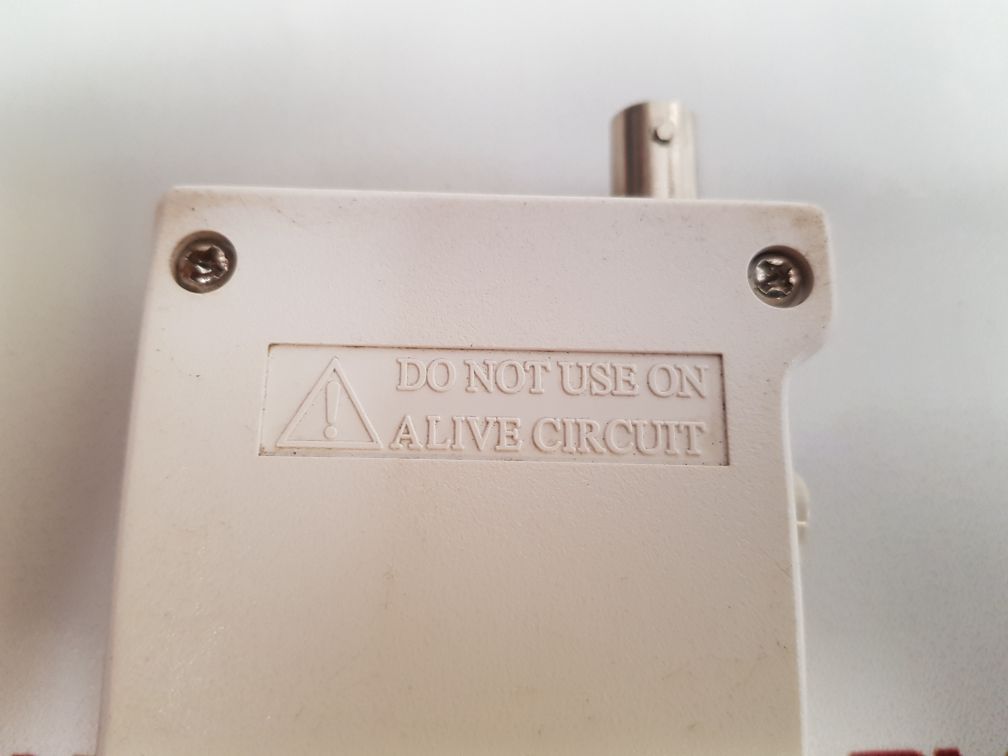 DO NOT USE ON
ALIVE CIRCUIT